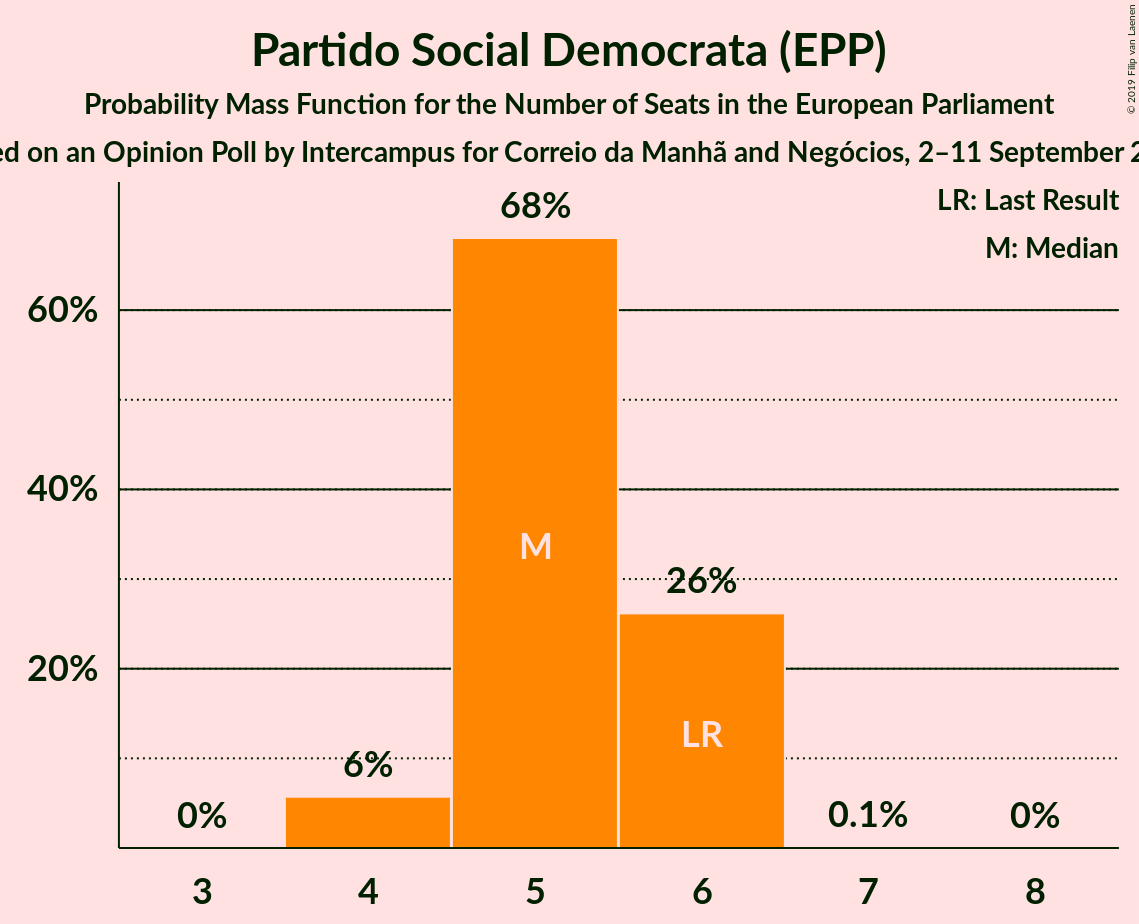 Partido Social Democrata (EPP)
Probability Mass Function for the Number of Seats in the European Parliament
on an Opinion Poll by Intercampus for Correio da Manhã and Negócios, 2–11 September
© 2019 Filip van Laenen
LR: Last Result
M: Median
68%
60%
40%
M
26%
20%
LR
6%
0%
0.1%
0%
3 4 5 6 7 8